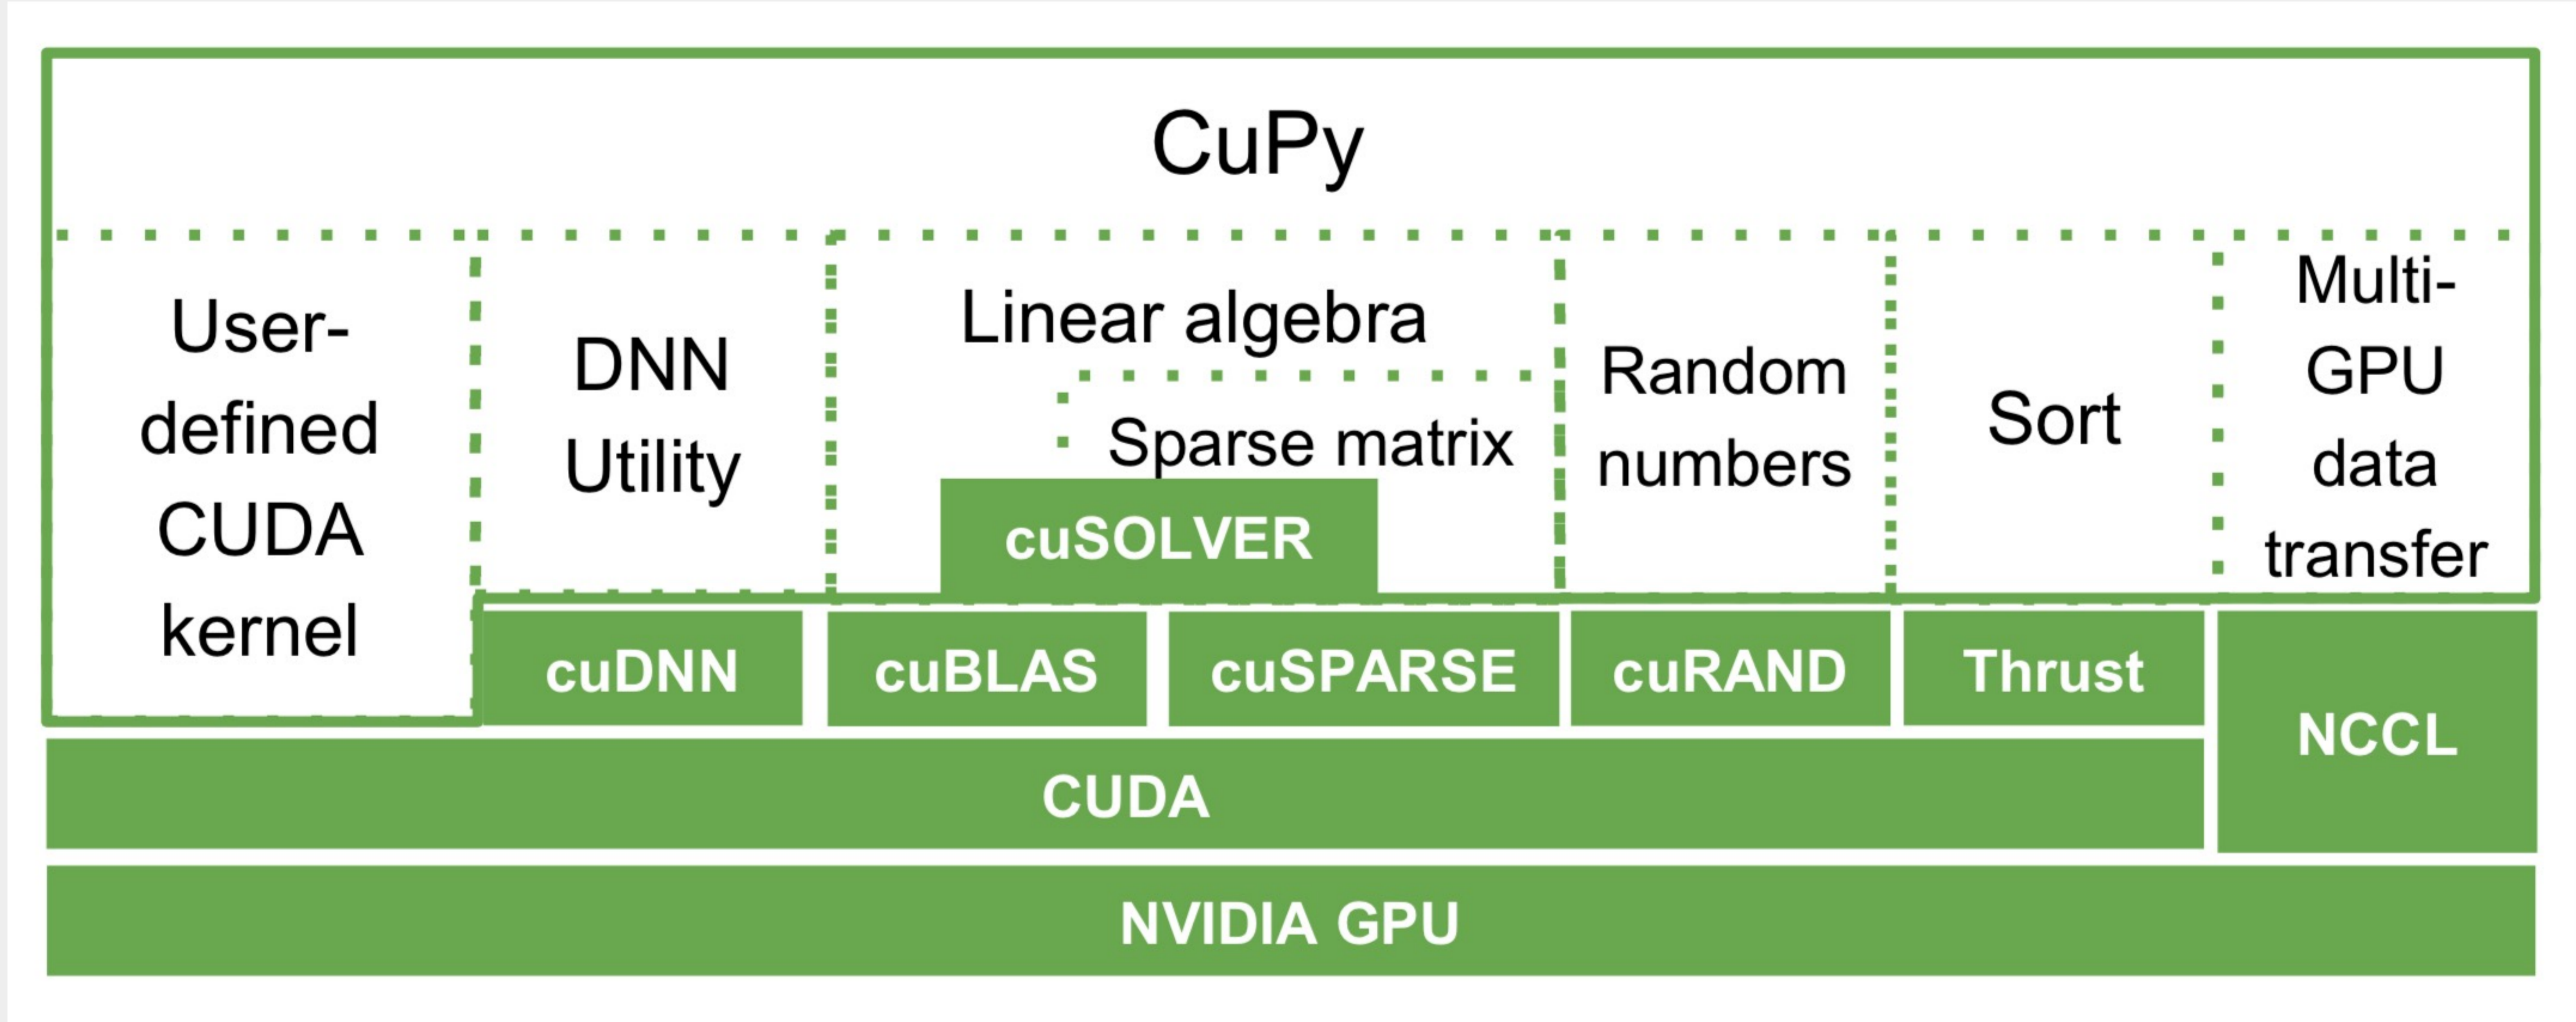 CuPy
User-
defined
CUDA
kernel
DNN
Utility
Linear algebra
Sparse matrix
cuSOLVER
Random
numbers
Sort
Multi-
GPU
data
transfer
cuDNN
cuBLAS
cuSPARSE
cuRAND
Thrust
NCCL
CUDA
NVIDIA GPU